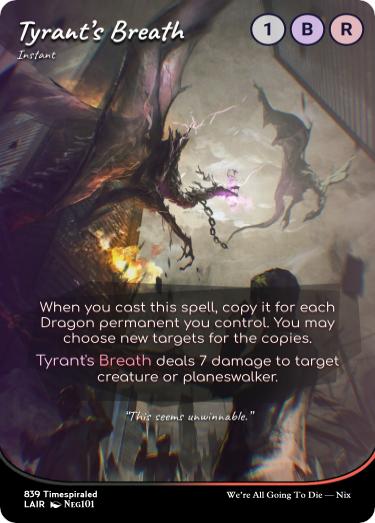 Tyrant's Breath
1 B R
Instant
When you cast this spell, copy it for each
Dragon permanent you control. You may
choose new targets for the copies.
Tyrant's Breath deals 7 damage to target
creature or planeswalker.
"This seems unwinnable."
839 Timespiraled
LAIR Neg101
We're All Going To Die — Nix